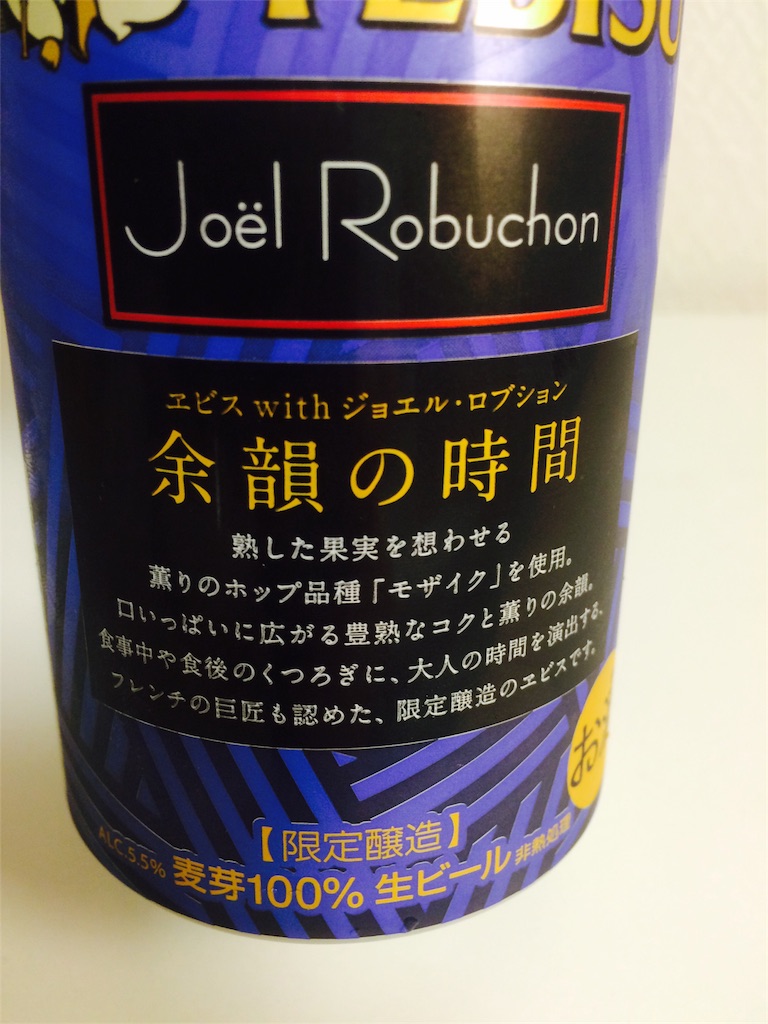 YEBISU
Joël Robuchon
ヱビス with ジョエル・ロブション
余韻の時間
熟した果実を想わせる
薫りのホップ品種「モザイク」を使用。
口いっぱいに広がる豊熟なコクと薫りの余韻。
食事中や食後のくつろぎに、大人の時間を演出する、
フレンチの巨匠も認めた、限定醸造のヱビスです。
お
【限定醸造】
ALC.5.5% 麦芽100% 生ビール 非熱処理